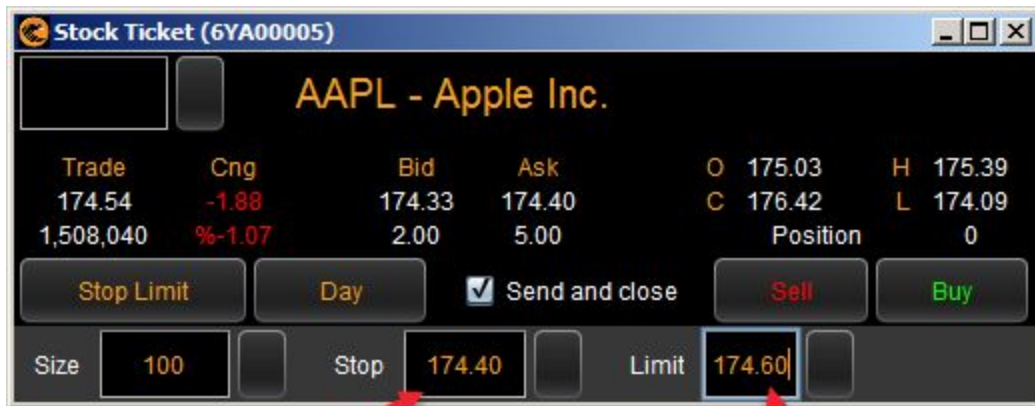 Stock Ticket (6YA00005)
AAPL - Apple Inc.
Trade Cng Bid Ask O 175.03 H 175.39
174.54 -1.88 174.33 174.40 C 176.42 L 174.09
1,508,040 %-1.07 2.00 5.00 Position 0
Stop Limit Day Send and close Sell Buy
Size 100 Stop 174.40 Limit 174.60